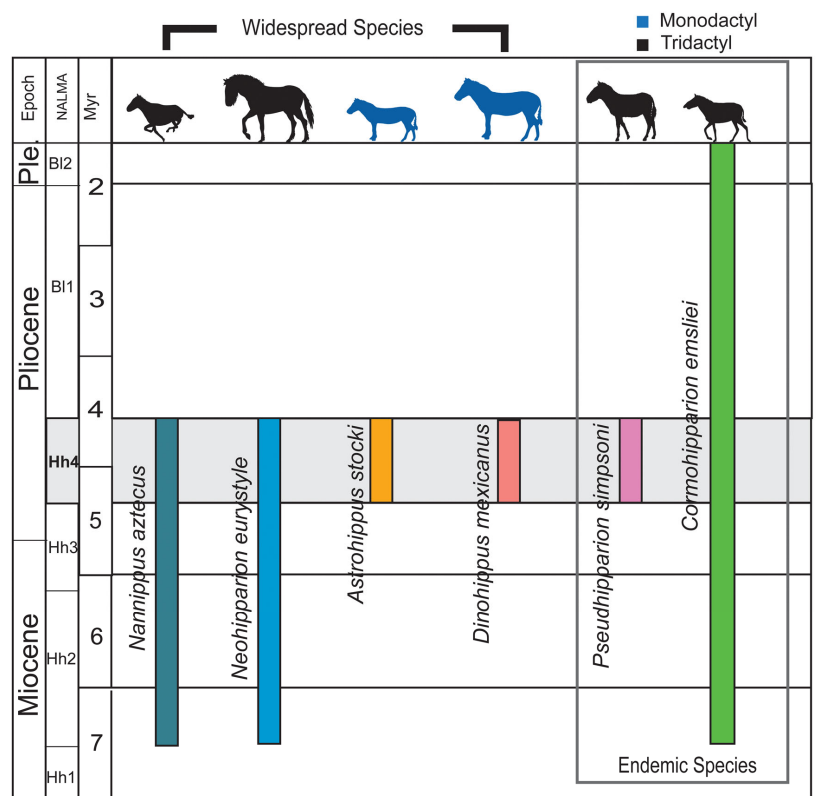 Widespread Species
Monodactyl
Tridactyl
Epoch
NALMA
Myr
Ple.
Bl2
2
Pliocene
Bl1
3
4
Hh4
5
Hh3
Miocene
6
Hh2
7
Hh1
Nannippus aztecus
Neohipparion eurystyle
Astrohippus stocki
Dinohippus mexicanus
Pseudhipparion simpsoni
Cormohipparion emsliei
Endemic Species